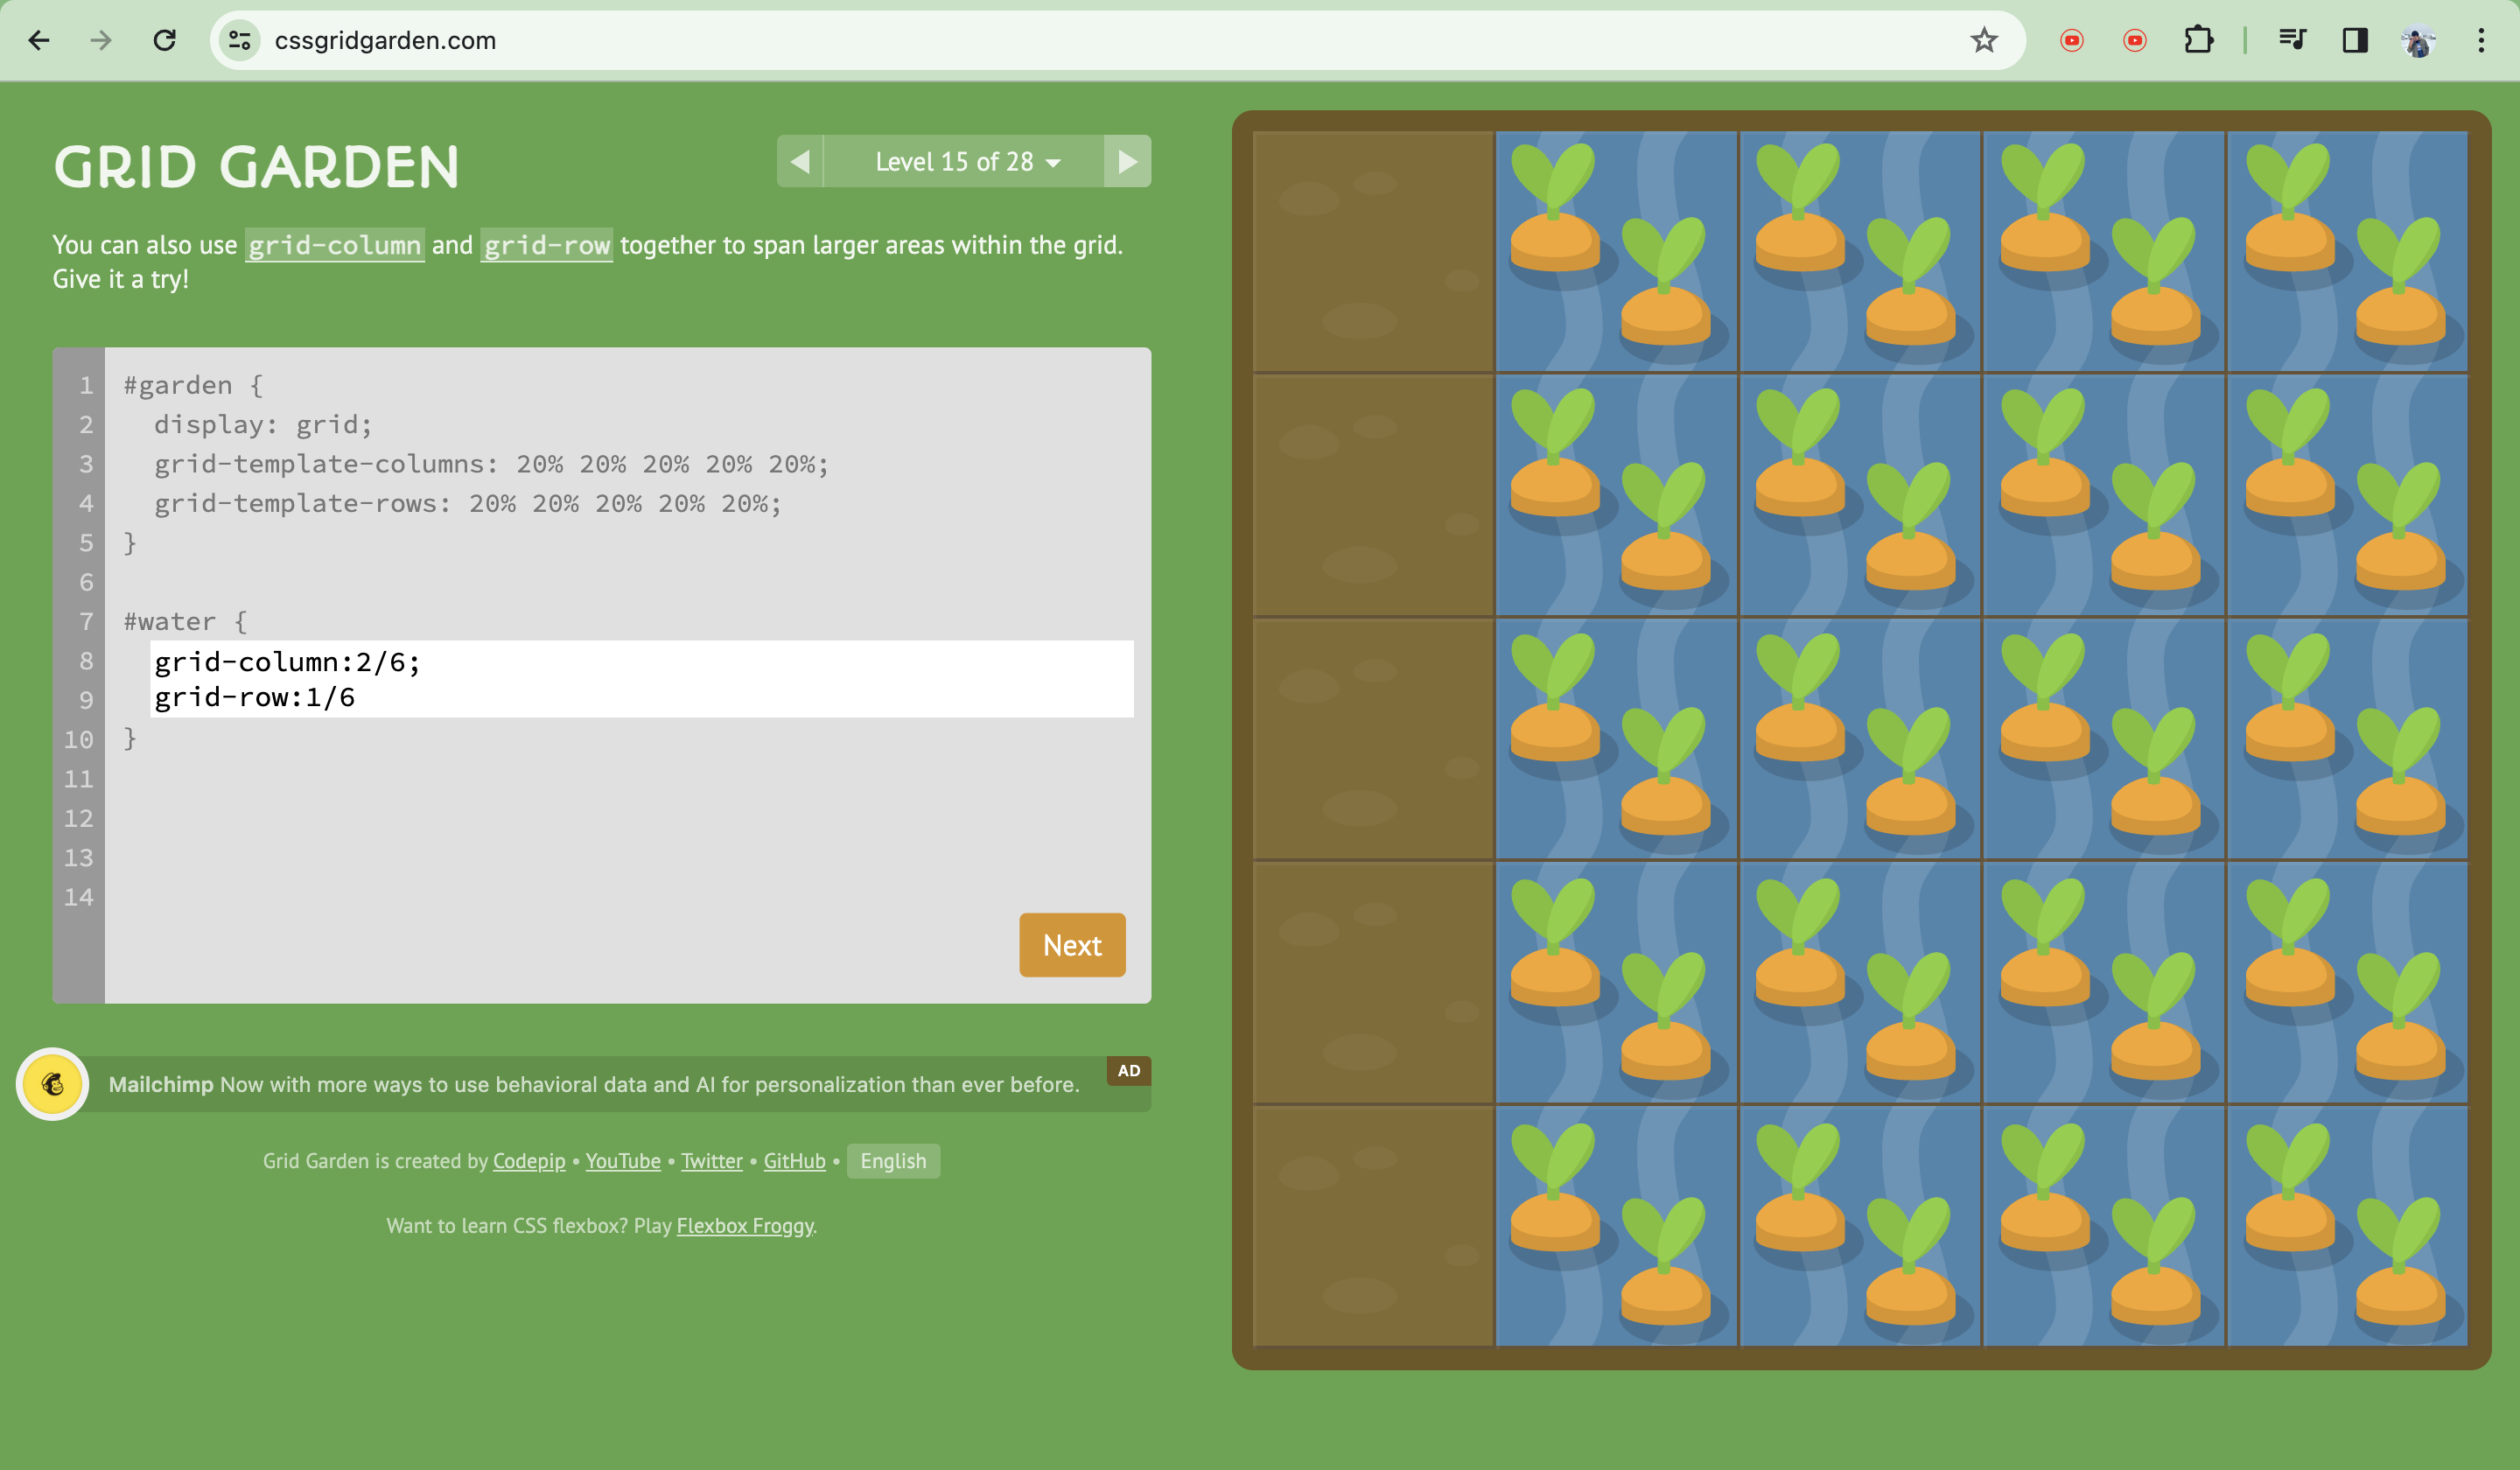 cssgridgarden.com
GRID GARDEN
Level 15 of 28
You can also use grid-column and grid-row together to span larger areas within the grid.
Give it a try!
1 #garden {
2 display: grid;
3 grid-template-columns: 20% 20% 20% 20% 20%;
4 grid-template-rows: 20% 20% 20% 20% 20%;
5 }
6
7 #water {
8 grid-column:2/6;
9 grid-row:1/6
10 }
11
12
13
14
Next
Mailchimp Now with more ways to use behavioral data and AI for personalization than ever before.
AD
Grid Garden is created by Codepip • YouTube • Twitter • GitHub • English
Want to learn CSS flexbox? Play Flexbox Froggy.